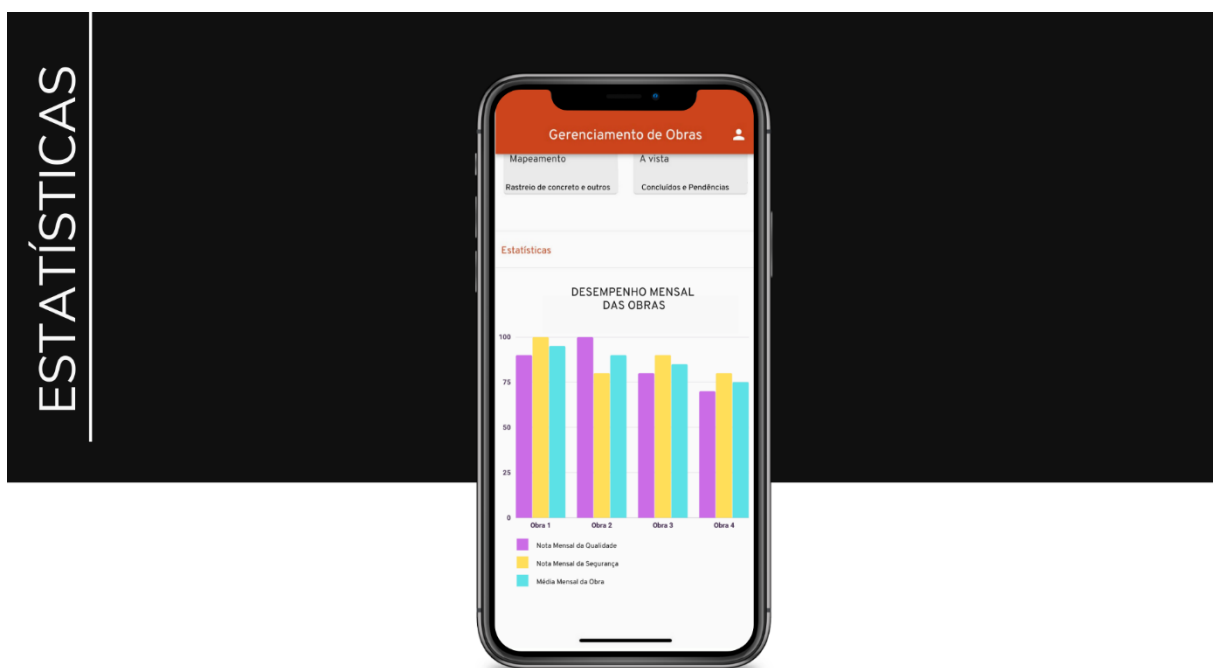 ESTATÍSTICAS
Gerenciamento de Obras
Mapeamento
A vista
Rastreio de concreto e outros
Concluídos e Pendências
Estatísticas
DESEMPENHO MENSAL
DAS OBRAS
100
75
50
25
0
Obra 1
Obra 2
Obra 3
Obra 4
Nota Mensal da Qualidade
Nota Mensal da Segurança
Média Mensal da Obra